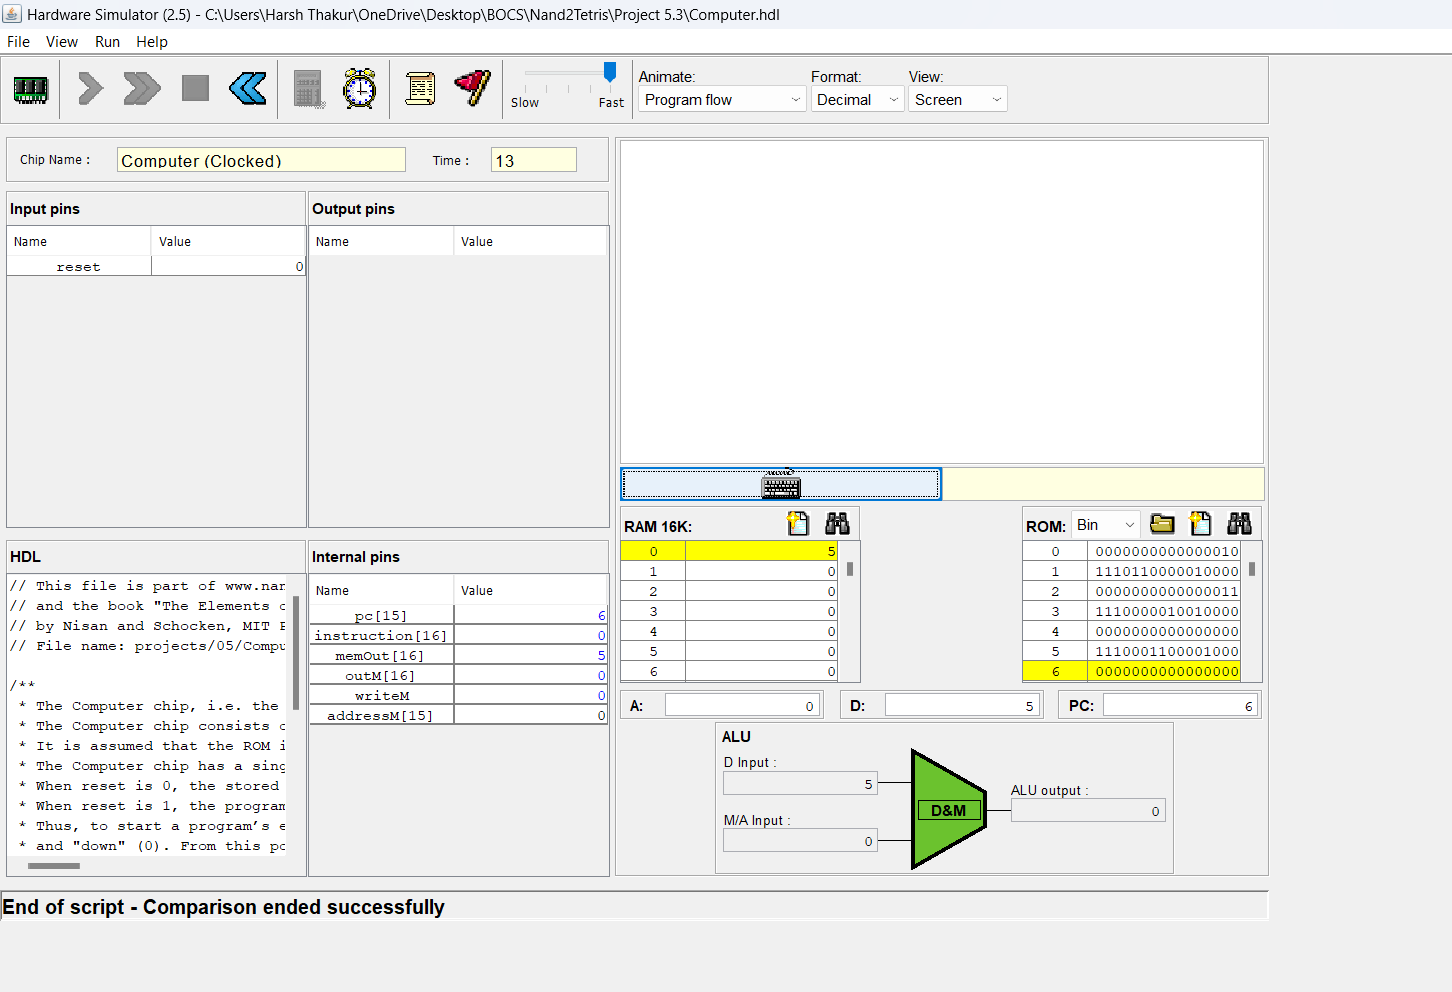 Hardware Simulator (2.5) - C:\Users\Harsh Thakur\OneDrive\Desktop\BOCS\Nand2Tetris\Project 5.3\Computer.hdl
File View Run Help
Slow Fast
Animate: Format: View:
Program flow Decimal Screen
Chip Name : Computer (Clocked) Time : 13
Input pins
Name Value
reset 0
Output pins
Name Value
HDL
// This file is part of www.nan
// and the book "The Elements o
// by Nisan and Schocken, MIT P
// File name: projects/05/Compu
/**
* The Computer chip, i.e. the
* The Computer chip consists o
* It is assumed that the ROM i
* The Computer chip has a sing
* When reset is 0, the stored
* When reset is 1, the program
* Thus, to start a program's e
* and "down" (0). From this po
Internal pins
Name Value
pc[15] 6
instruction[16] 0
memOut[16] 5
outM[16] 0
writeM 0
addressM[15] 0
RAM 16K:
0 5
1 0
2 0
3 0
4 0
5 0
6 0
ROM: Bin
0 0000000000000010
1 1110110000010000
2 0000000000000011
3 1110000010010000
4 0000000000000000
5 1110001100001000
6 0000000000000000
A: 0 D: 5 PC: 6
ALU
D Input :
5
M/A Input :
0
D&M
ALU output :
0
End of script - Comparison ended successfully